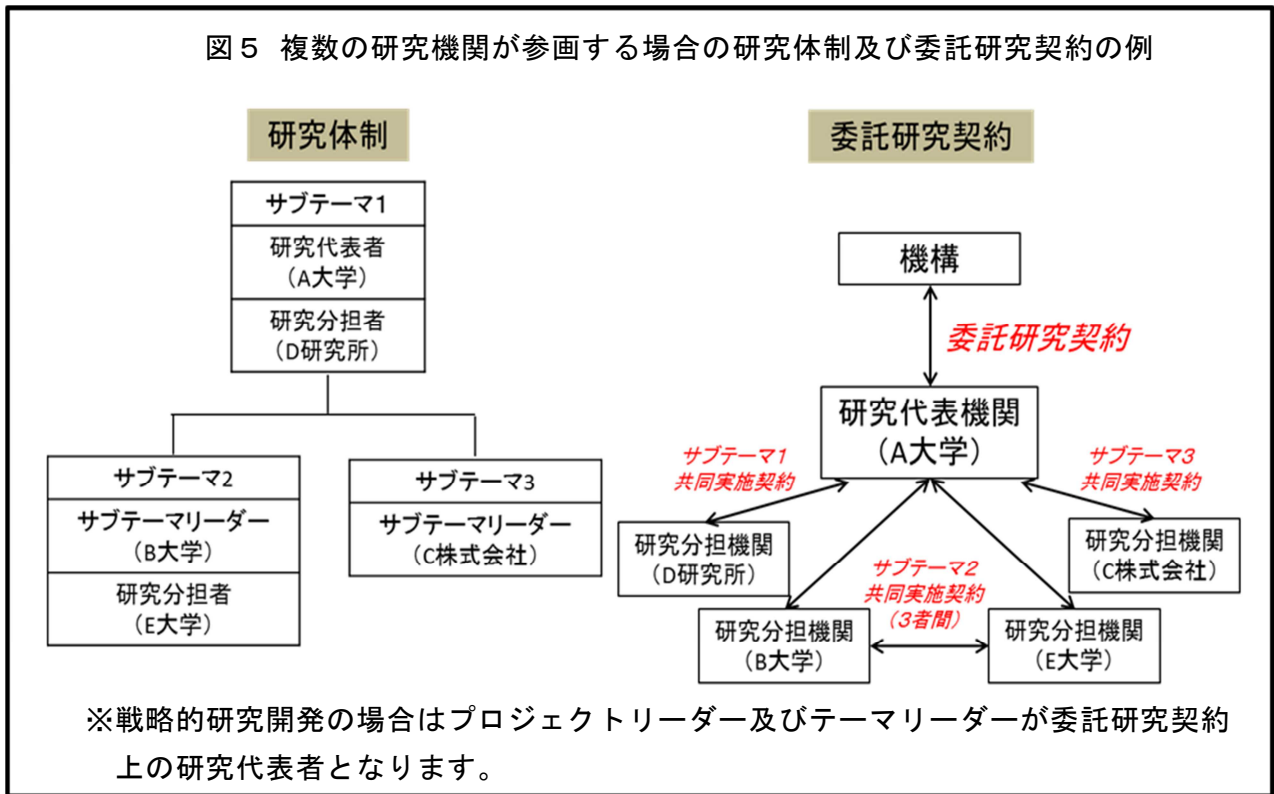 図５ 複数の研究機関が参画する場合の研究体制及び委託研究契約の例
研究体制
サブテーマ1
研究代表者
（A大学）
研究分担者
（D研究所）
サブテーマ2
サブテーマリーダー
（B大学）
研究分担者
（E大学）
サブテーマ3
サブテーマリーダー
（C株式会社）
委託研究契約
機構
委託研究契約
研究代表機関
（A大学）
サブテーマ1
共同実施契約
サブテーマ3
共同実施契約
研究分担機関
（D研究所）
研究分担機関
（C株式会社）
サブテーマ2
共同実施契約
（3者間）
研究分担機関
（B大学）
研究分担機関
（E大学）
※戦略的研究開発の場合はプロジェクトリーダー及びテーマリーダーが委託研究契約
上の研究代表者となります。